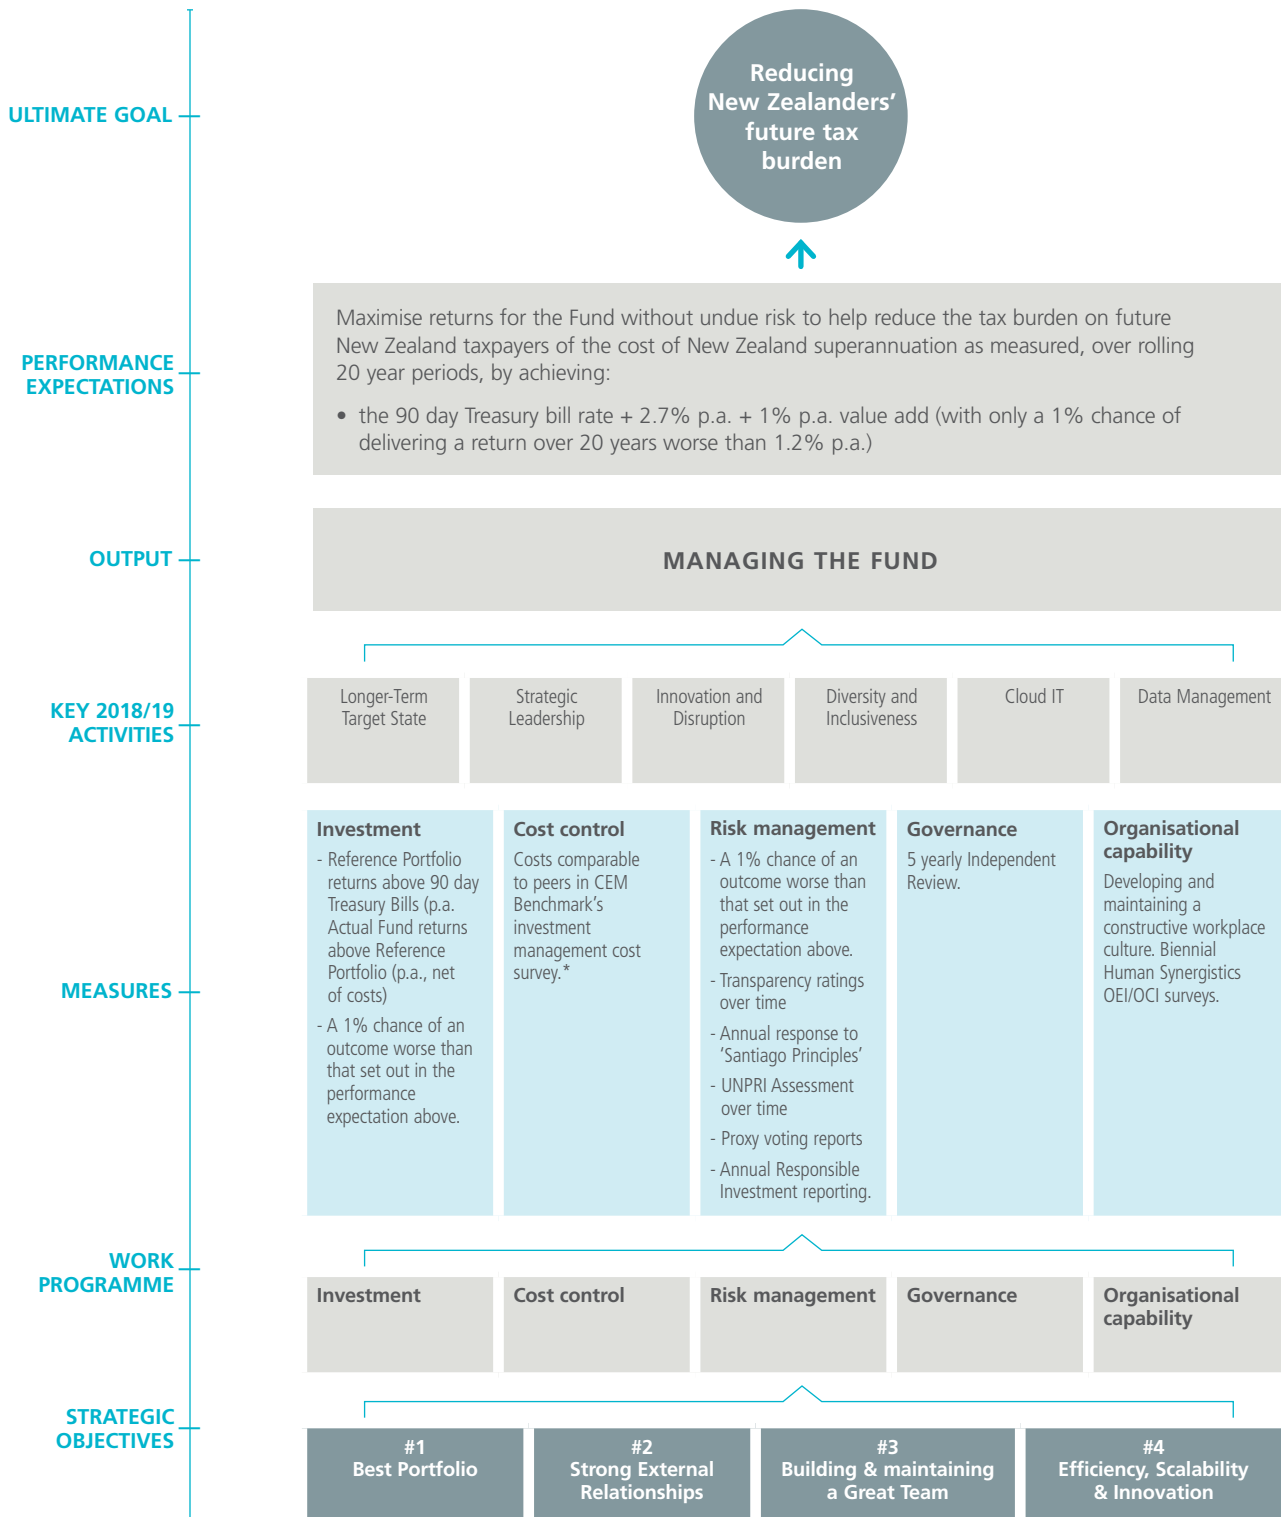 ULTIMATE GOAL
Reducing
New Zealanders’
future tax
burden
PERFORMANCE
EXPECTATIONS
Maximise returns for the Fund without undue risk to help reduce the tax burden on future
New Zealand taxpayers of the cost of New Zealand superannuation as measured, over rolling
20 year periods, by achieving:
• the 90 day Treasury bill rate + 2.7% p.a. + 1% p.a. value add (with only a 1% chance of
delivering a return over 20 years worse than 1.2% p.a.)
OUTPUT
MANAGING THE FUND
KEY 2018/19
ACTIVITIES
Longer-Term
Target State
Strategic
Leadership
Innovation and
Disruption
Diversity and
Inclusiveness
Cloud IT
Data Management
MEASURES
Investment
- Reference Portfolio
returns above 90 day
Treasury Bills (p.a.
Actual Fund returns
above Reference
Portfolio (p.a., net
of costs)
- A 1% chance of an
outcome worse than
that set out in the
performance
expectation above.
Cost control
Costs comparable
to peers in CEM
Benchmark’s
investment
management cost
survey.*
Risk management
- A 1% chance of an
outcome worse than
that set out in the
performance
expectation above.
- Transparency ratings
over time
- Annual response to
‘Santiago Principles’
- UNPRI Assessment
over time
- Proxy voting reports
- Annual Responsible
Investment reporting.
Governance
5 yearly Independent
Review.
Organisational
capability
Developing and
maintaining a
constructive workplace
culture. Biennial
Human Synergistics
OEI/OCI surveys.
WORK
PROGRAMME
Investment
Cost control
Risk management
Governance
Organisational
capability
STRATEGIC
OBJECTIVES
#1
Best Portfolio
#2
Strong External
Relationships
#3
Building & maintaining
a Great Team
#4
Efficiency, Scalability
& Innovation